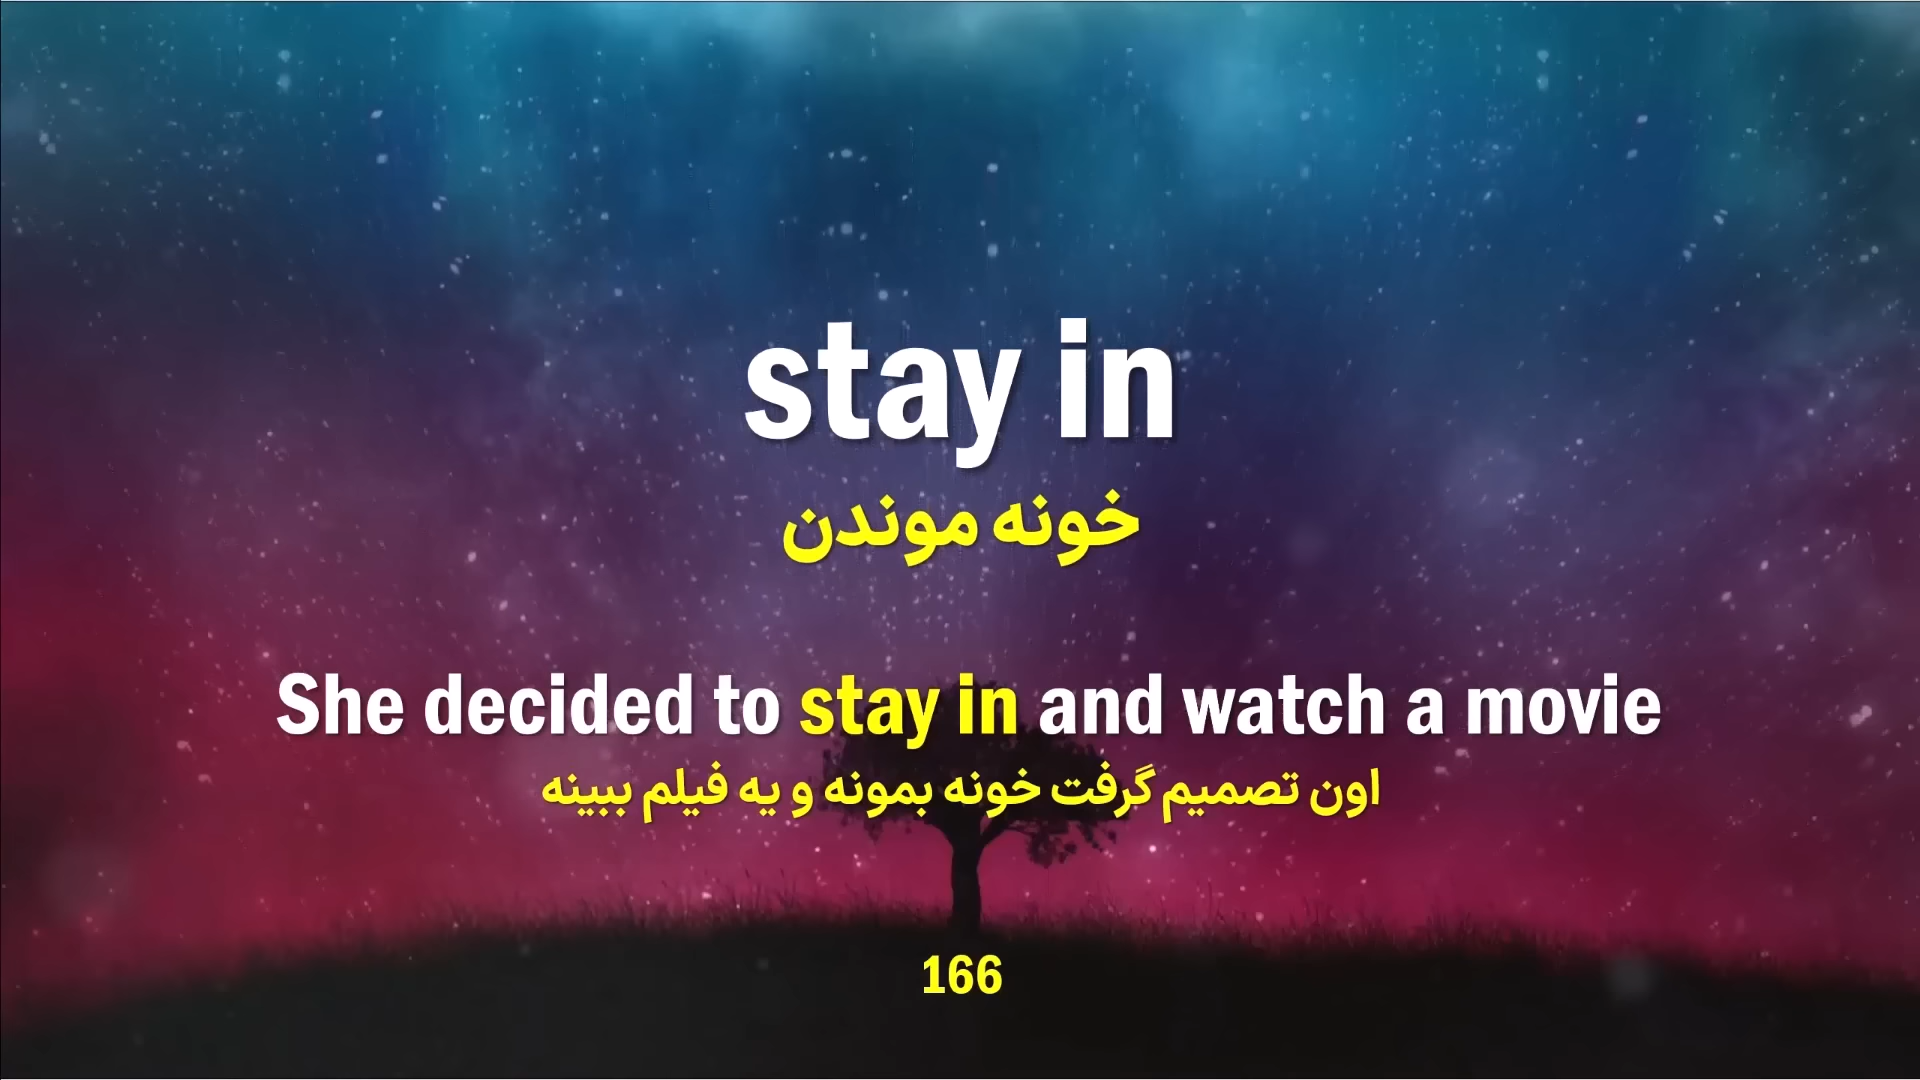 stay in
خونه موندن
She decided to stay in and watch a movie
اون تصمیم گرفت خونه بمونه و یه فیلم ببینه
166